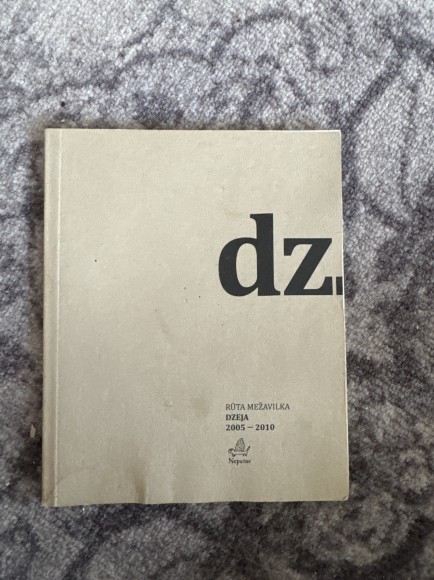 dz.
RŪTA MEŽAVILKA
DZEJA
2005 – 2010
Neputns